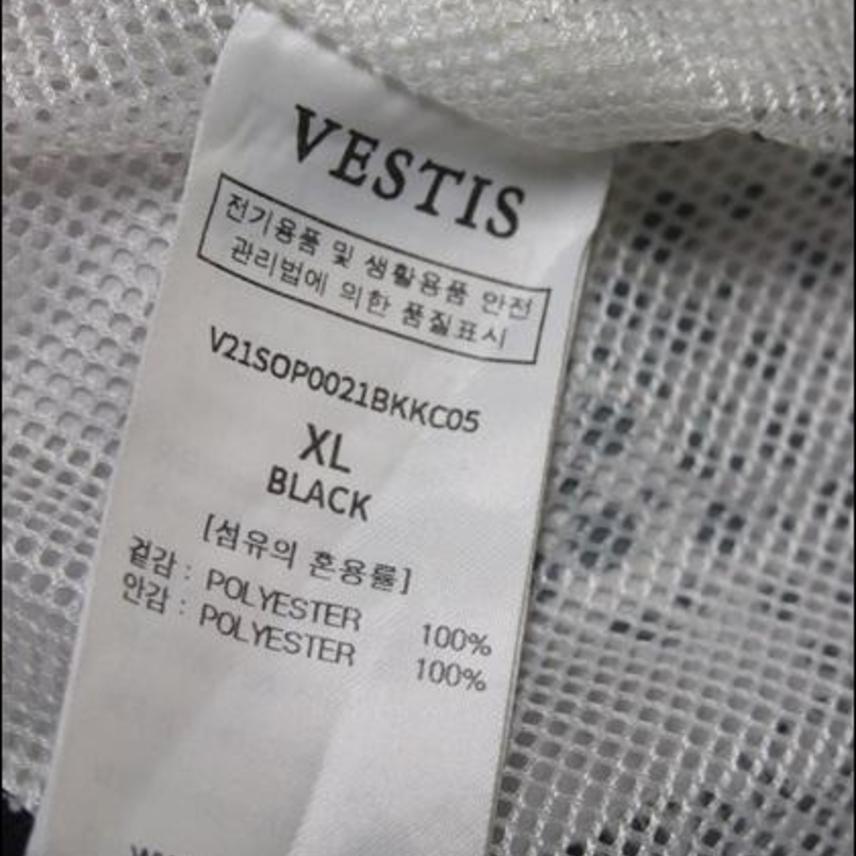 VESTIS
전기용품 및 생활용품 안전
관리법에 의한 품질표시
V21SOP0021BKKC05
XL
BLACK
[섬유의 혼용률]
겉감 : POLYESTER 100%
안감 : POLYESTER 100%